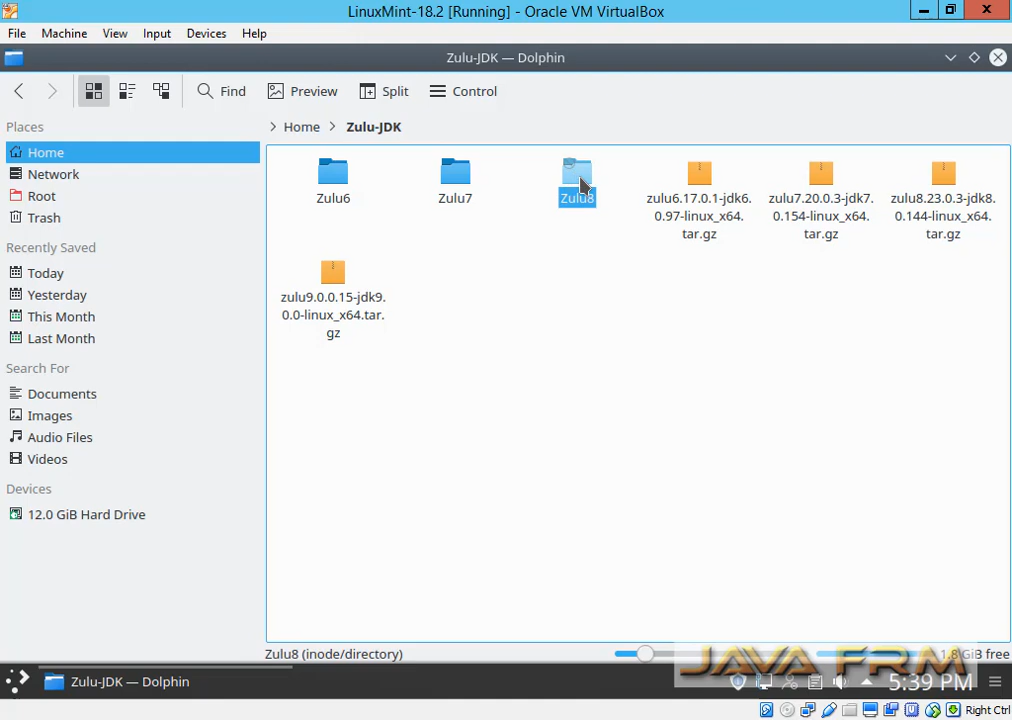 LinuxMint-18.2 [Running] - Oracle VM VirtualBox
File Machine View Input Devices Help
Zulu-JDK — Dolphin
Find Preview Split Control
Places
Home
Network
Root
Trash
Recently Saved
Today
Yesterday
This Month
Last Month
Search For
Documents
Images
Audio Files
Videos
Devices
12.0 GiB Hard Drive
Home Zulu-JDK
Zulu6
Zulu7
Zulu8
zulu6.17.0.1-jdk6.
0.97-linux_x64.
tar.gz
zulu7.20.0.3-jdk7.
0.154-linux_x64.
tar.gz
zulu8.23.0.3-jdk8.
0.144-linux_x64.
tar.gz
zulu9.0.0.15-jdk9.
0.0-linux_x64.tar.
gz
Zulu8 (inode/directory)
1.8 GiB free
JAVA FRM
Zulu-JDK — Dolphin
5:39 PM
Right Ctrl